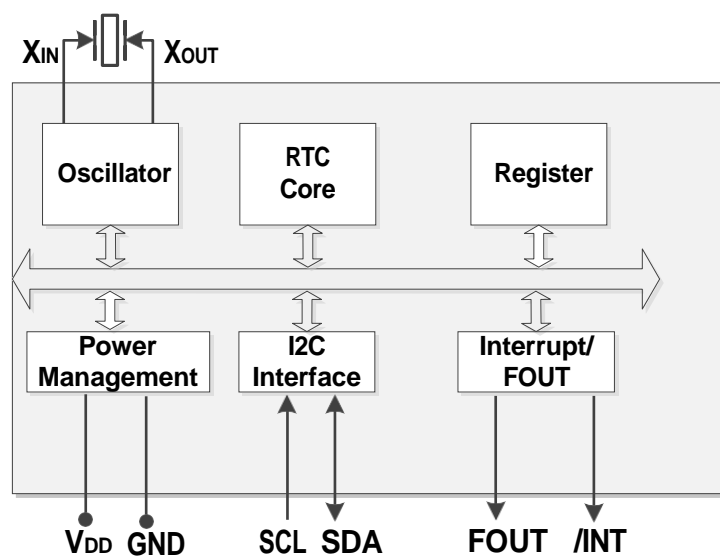 XIN XOUT
Oscillator
RTC
Core
Register
Power
Management
I2C
Interface
Interrupt/
FOUT
VDD GND SCL SDA FOUT /INT